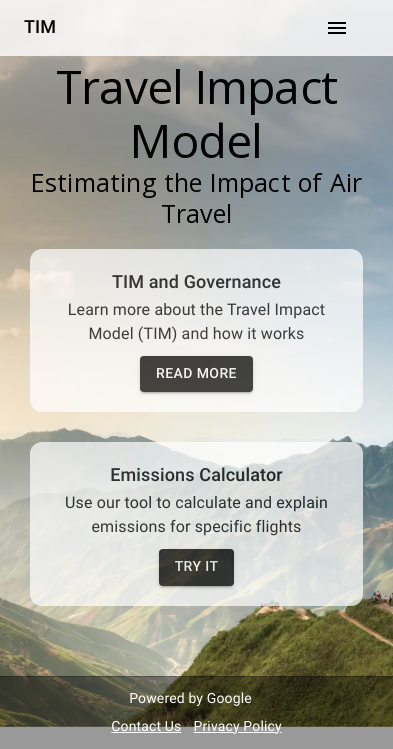 TIM
Travel Impact
Model
Estimating the Impact of Air
Travel
TIM and Governance
Learn more about the Travel Impact
Model (TIM) and how it works
READ MORE
Emissions Calculator
Use our tool to calculate and explain
emissions for specific flights
TRY IT
Powered by Google
Contact Us Privacy Policy